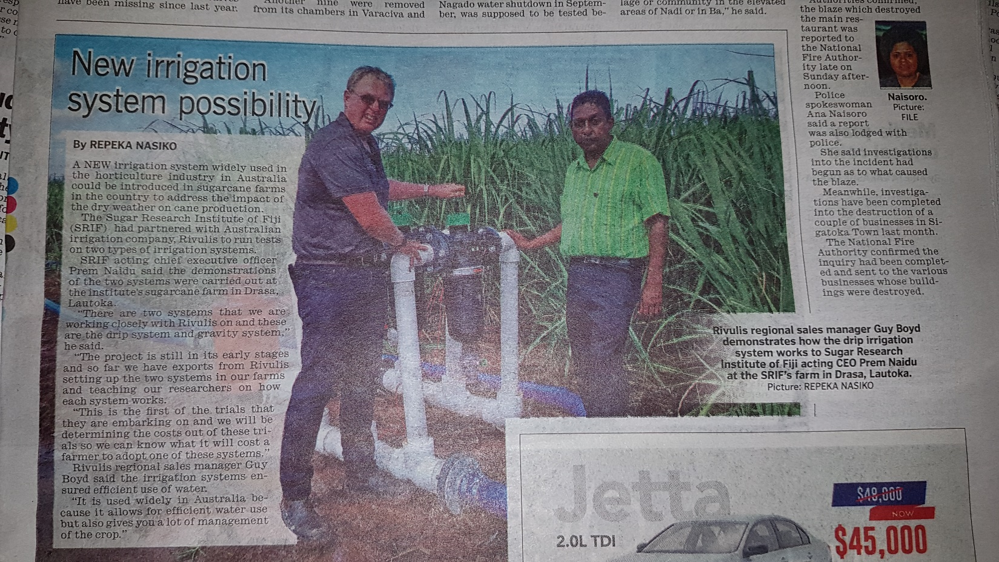 have been missing since last year.
Another nine were removed
from its chambers in Varaciva and
Nagado water shutdown in Septem-
ber, was supposed to be tested be-
lage or community in the elevated
areas of Nadi or in Ba," he said.
New irrigation
system possibility
By REPEKA NASIKO
A NEW irrigation system widely used in
the horticulture industry in Australia
could be introduced in sugarcane farms
in the country to address the impact of
the dry weather on cane production.
The Sugar Research Institute of Fiji
(SRIF) had partnered with Australian
irrigation company, Rivulis to run tests
on two types of irrigation systems.
SRIF acting chief executive officer
Prem Naidu said the demonstrations
of the two systems were carried out at
the institute's sugarcane farm in Drasa,
Lautoka.
"There are two systems that we are
working closely with Rivulis on and these
are the drip system and gravity system,"
he said.
"The project is still in its early stages
and so far we have exports from Rivulis
setting up the two systems in our farms
and teaching our researchers on how
each system works.
"This is the first of the trials that
they are embarking on and we will be
determining the costs out of these tri-
als so we can know what it will cost a
farmer to adopt one of these systems."
Rivulis regional sales manager Guy
Boyd said the irrigation systems en-
sured efficient use of water.
"It is used widely in Australia be-
cause it allows for efficient water use
but also gives you a lot of management
of the crop."
Rivulis regional sales manager Guy Boyd
demonstrates how the drip irrigation
system works to Sugar Research
Institute of Fiji acting CEO Prem Naidu
at the SRIF's farm in Drasa, Lautoka.
Picture: REPEKA NASIKO
Authorities confirmed,
the blaze which destroyed
the main res-
taurant was
reported to
the National
Fire Author-
ity late on
Sunday after-
noon.
Police
spokeswoman
Ana Naisoro
said a report
was also lodged with
police.
She said investigations
into the incident had
begun as to what caused
the blaze.
Meanwhile, investiga-
tions have been completed
into the destruction of a
couple of businesses in Si-
gatoka Town last month.
The National Fire
Authority confirmed the
inquiry had been complet-
ed and sent to the various
businesses whose build-
ings were destroyed.
Naisoro.
Picture:
FILE
Jetta
2.0L TDI
$48,000
NOW
$45,000